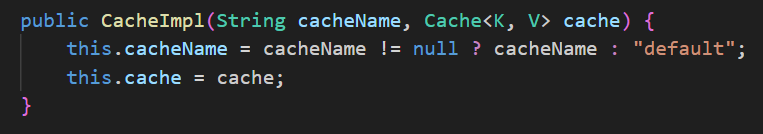 public CacheImpl(String cacheName, Cache<K, V> cache) {
    this.cacheName = cacheName != null ? cacheName : "default";
    this.cache = cache;
}